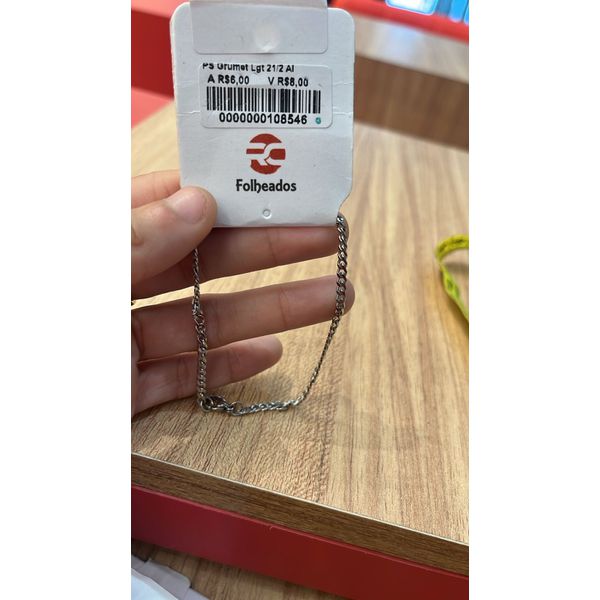 PS Grumet Lgt 21/2 Al
A R$6,00 V R$8,00
0000000108546
Folheados